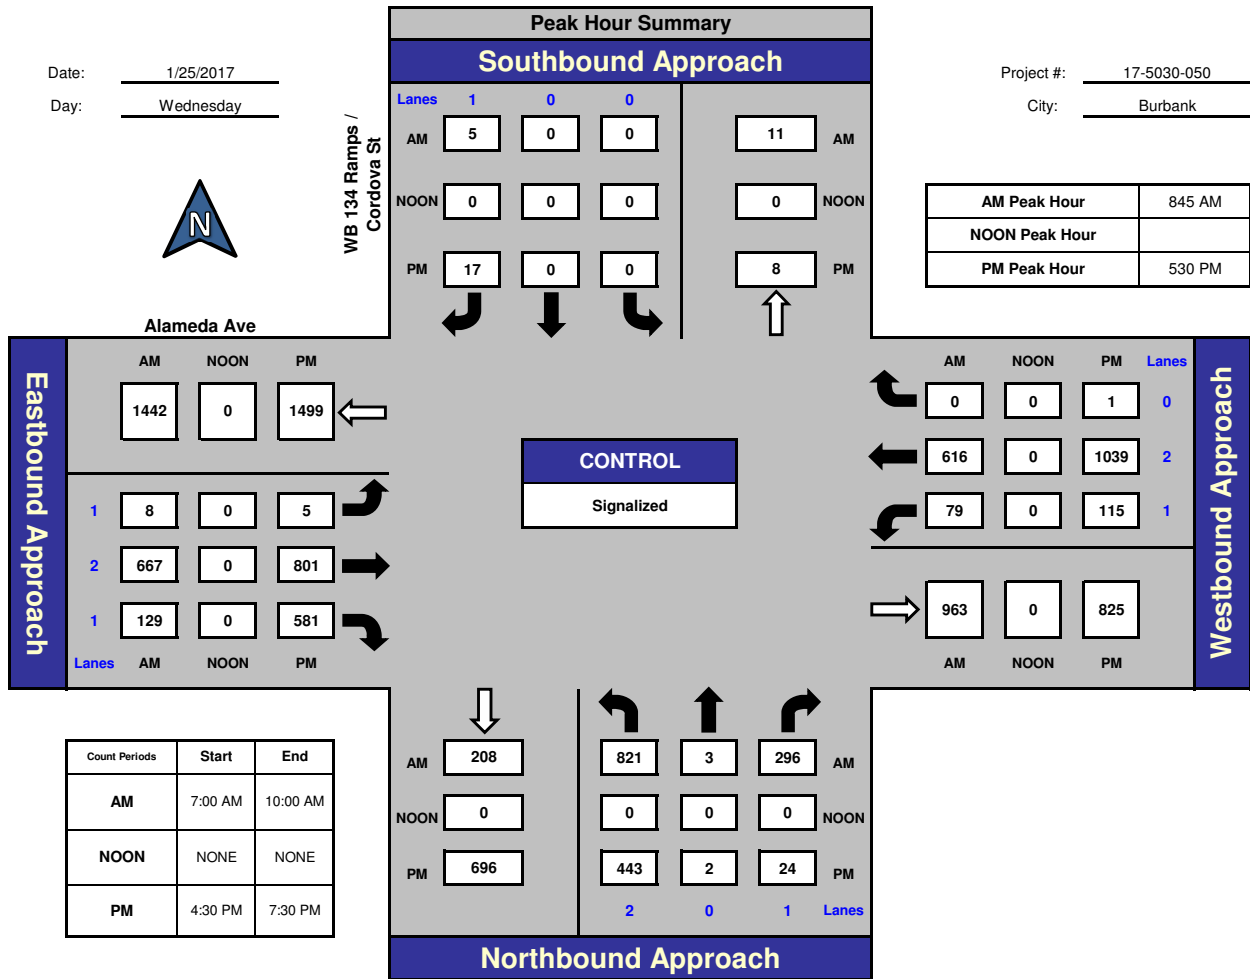 Peak Hour Summary
Southbound Approach
Date: 1/25/2017
Day: Wednesday
Project #: 17-5030-050
City: Burbank
N
WB 134 Ramps /
Cordova St
Lanes 1 0 0
AM 5 0 0 11 AM
NOON 0 0 0 0 NOON
PM 17 0 0 8 PM
AM Peak Hour 845 AM
NOON Peak Hour
PM Peak Hour 530 PM
Alameda Ave
Eastbound Approach
AM NOON PM
1442 0 1499
1 8 0 5
2 667 0 801
1 129 0 581
Lanes AM NOON PM
CONTROL
Signalized
AM NOON PM Lanes
0 0 1 0
616 0 1039 2
79 0 115 1
963 0 825
AM NOON PM
Westbound Approach
Count Periods Start End
AM 7:00 AM 10:00 AM
NOON NONE NONE
PM 4:30 PM 7:30 PM
AM 208 821 3 296 AM
NOON 0 0 0 0 NOON
PM 696 443 2 24 PM
2 0 1 Lanes
Northbound Approach